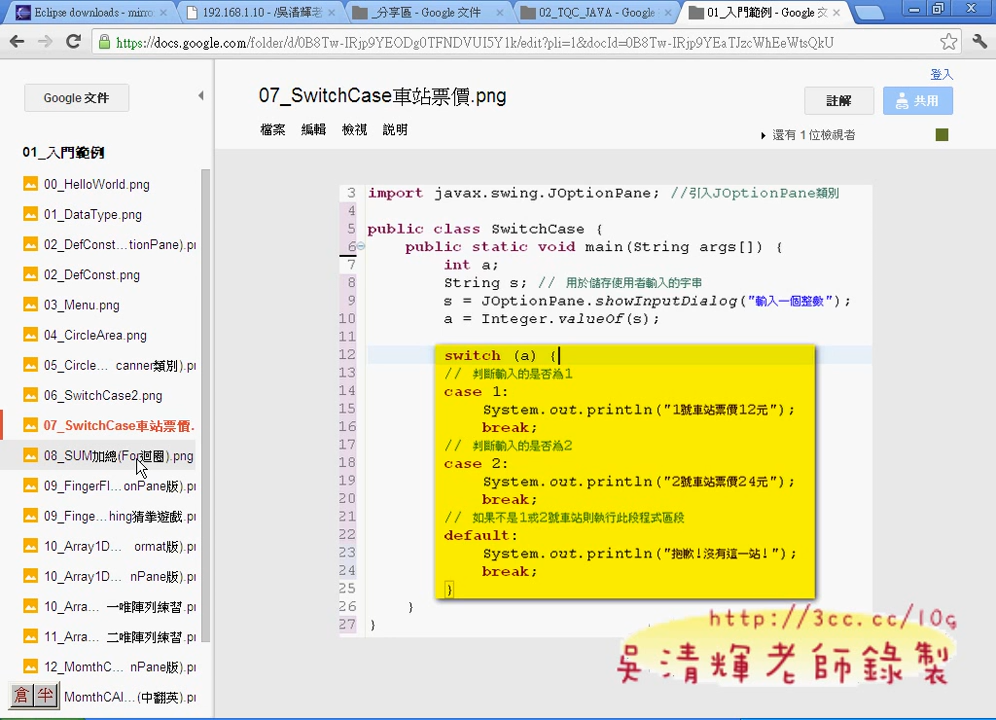 Eclipse downloads - mirro
192.168.1.10 - /吳清輝老
_分享區 - Google 文件
02_TQC_JAVA - Google
01_入門範例 - Google 文
https://docs.google.com/folder/d/0B8Tw-IRjp9YEODg0TFNDVUI5Y1k/edit?pli=1&docId=0B8Tw-IRjp9YEaTJzcWhEeWtsQkU
登入
Google 文件
07_SwitchCase車站票價.png
註解
共用
檔案 編輯 檢視 說明
還有 1 位檢視者
01_入門範例
00_HelloWorld.png
01_DataType.png
02_DefConst...tionPane).pr
02_DefConst.png
03_Menu.png
04_CircleArea.png
05_Circle... canner類別).pr
06_SwitchCase2.png
07_SwitchCase車站票價.
08_SUM加總(For迴圈).png
09_FingerFl... onPane版).pr
09_Finge... hing猜拳遊戲.pr
10_Array1D... ormat版).pr
10_Array1D... nPane版).pr
10_Arra... 一唯陣列練習.pr
11_Arra... 二唯陣列練習.pr
12_MomthC... nPane版).pr
MomthCAl... (中翻英).pr
倉 半
3 import javax.swing.JOptionPane; //引入JOptionPane類別
4
5 public class SwitchCase {
6 public static void main(String args[]) {
7 int a;
8 String s; // 用於儲存使用者輸入的字串
9 s = JOptionPane.showInputDialog("輸入一個整數");
10 a = Integer.valueOf(s);
11
12 switch (a) {
13 // 判斷輸入的是否為1
14 case 1:
15 System.out.println("1號車站票價12元");
16 break;
17 // 判斷輸入的是否為2
18 case 2:
19 System.out.println("2號車站票價24元");
20 break;
21 // 如果不是1或2號車站則執行此段程式區段
22 default:
23 System.out.println("抱歉!沒有這一站!");
24 break;
25 }
26 }
27 }
http://3cc.cc/10g
吳清輝老師錄製